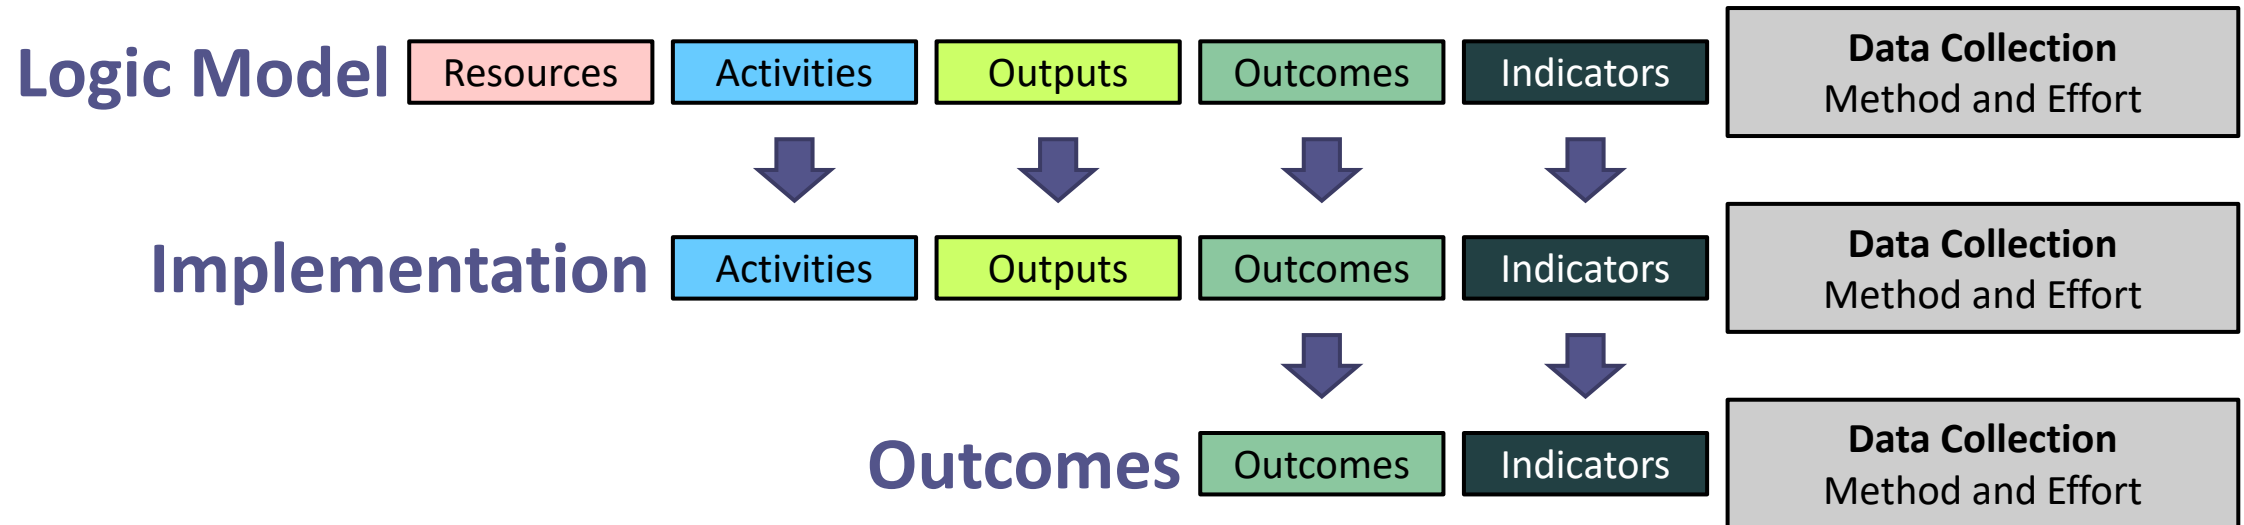 Logic Model Resources Activities Outputs Outcomes Indicators Data Collection
Method and Effort
Implementation Activities Outputs Outcomes Indicators Data Collection
Method and Effort
Outcomes Outcomes Indicators Data Collection
Method and Effort